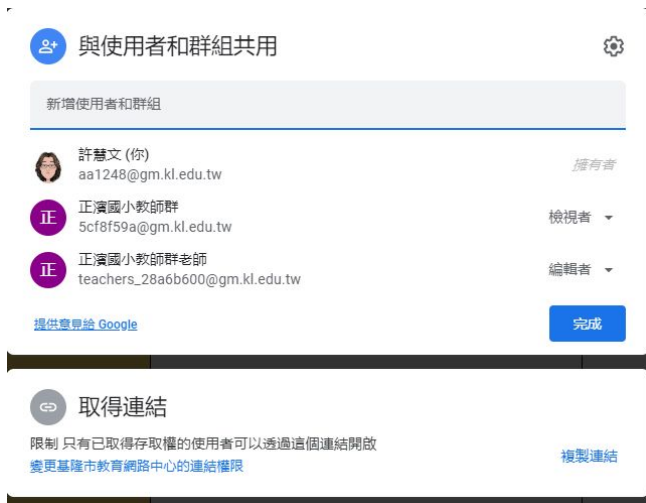 與使用者和群組共用
新增使用者和群組
許慧文 (你)
aa1248@gm.kl.edu.tw
擁有者
正
正濱國小教師群
5cf8f59a@gm.kl.edu.tw
檢視者
正
正濱國小教師群老師
teachers_28a6b600@gm.kl.edu.tw
編輯者
提供意見給 Google
完成
取得連結
限制 只有已取得存取權的使用者可以透過這個連結開啟
變更基隆市教育網路中心的連結權限
複製連結